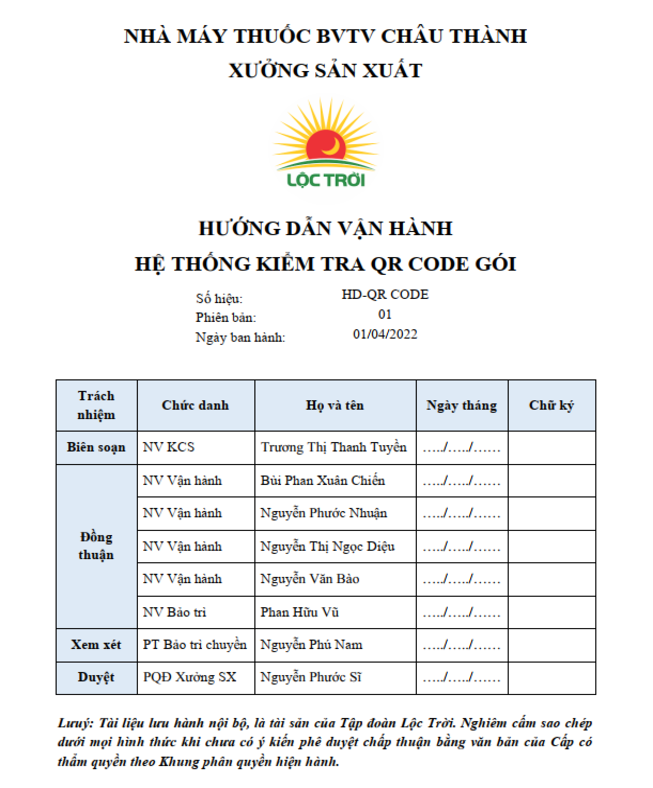 NHÀ MÁY THUỐC BVTV CHÂU THÀNH
XƯỞNG SẢN XUẤT
LỘC TRỜI
HƯỚNG DẪN VẬN HÀNH
HỆ THỐNG KIỂM TRA QR CODE GÓI
Số hiệu: HD-QR CODE
Phiên bản: 01
Ngày ban hành: 01/04/2022
Trách nhiệm Chức danh Họ và tên Ngày tháng Chữ ký
Biên soạn NV KCS Trương Thị Thanh Tuyền …../…../……
Đồng thuận NV Vận hành Bùi Phan Xuân Chiến …../…../……
NV Vận hành Nguyễn Phước Nhuận …../…../……
NV Vận hành Nguyễn Thị Ngọc Diệu …../…../……
NV Vận hành Nguyễn Văn Bảo …../…../……
NV Bảo trì Phan Hữu Vũ …../…../……
Xem xét PT Bảo trì chuyền Nguyễn Phú Nam …../…../……
Duyệt PQĐ Xưởng SX Nguyễn Phước Sĩ …../…../……
Lưuý: Tài liệu lưu hành nội bộ, là tài sản của Tập đoàn Lộc Trời. Nghiêm cấm sao chép
dưới mọi hình thức khi chưa có ý kiến phê duyệt chấp thuận bằng văn bản của Cấp có
thẩm quyền theo Khung phân quyền hiện hành.